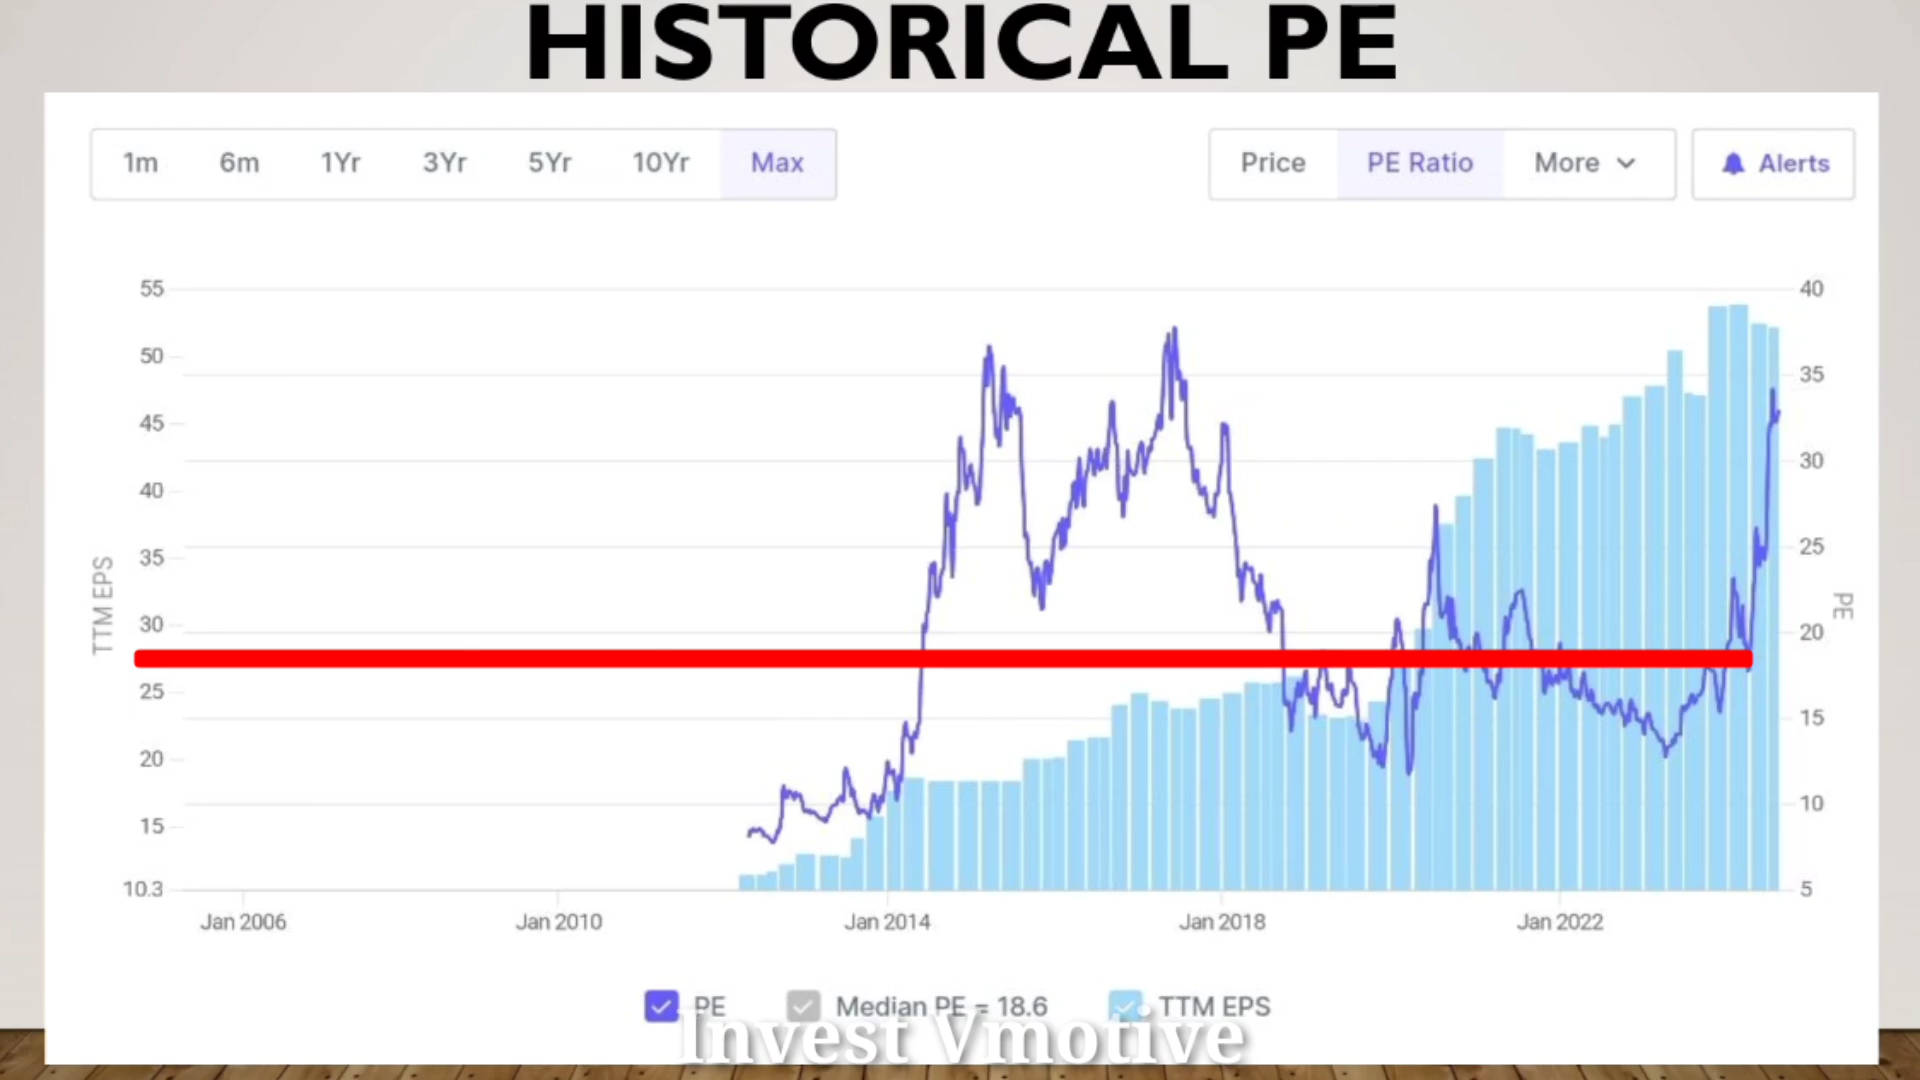 HISTORICAL PE
1m 6m 1Yr 3Yr 5Yr 10Yr Max Price PE Ratio More Alerts
55 40
50
35
45
30
40
35 25
TTM EPS
PE
30 20
25
15
20
10
15
10.3 5
Jan 2006 Jan 2010 Jan 2014 Jan 2018 Jan 2022
PE Median PE = 18.6 TTM EPS
Invest Vmotive